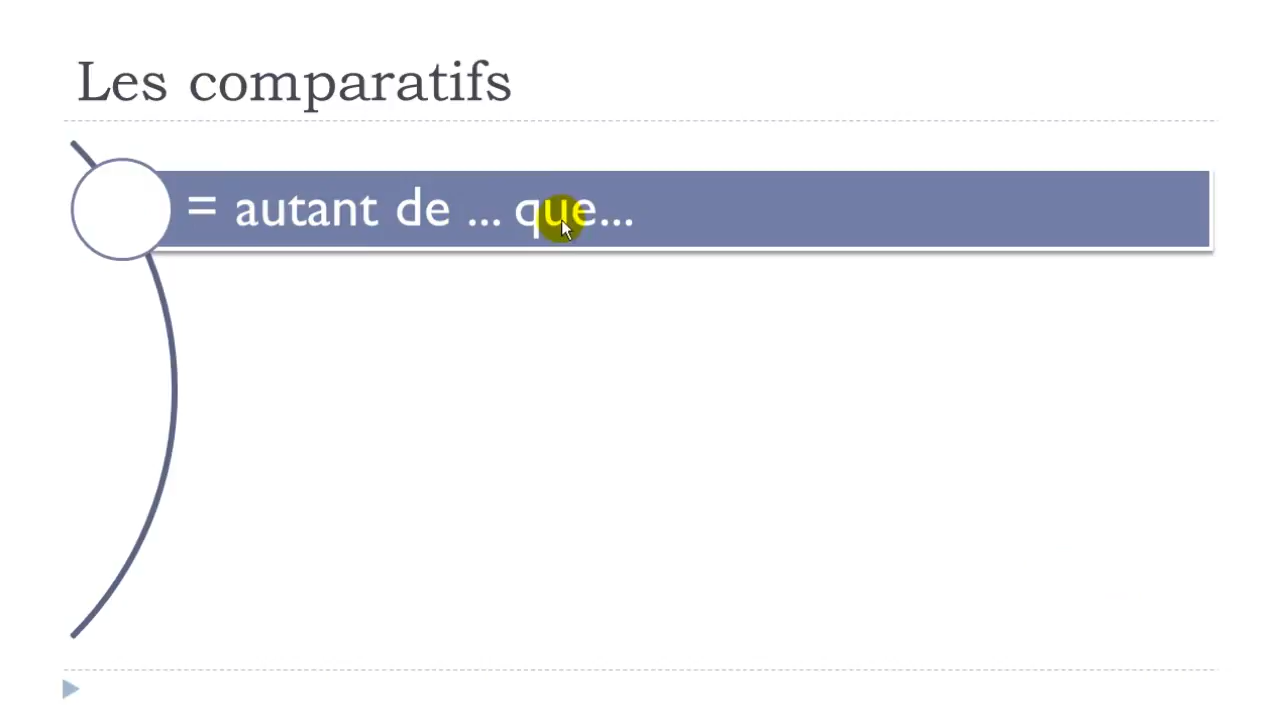 Les comparatifs
= autant de ... que...